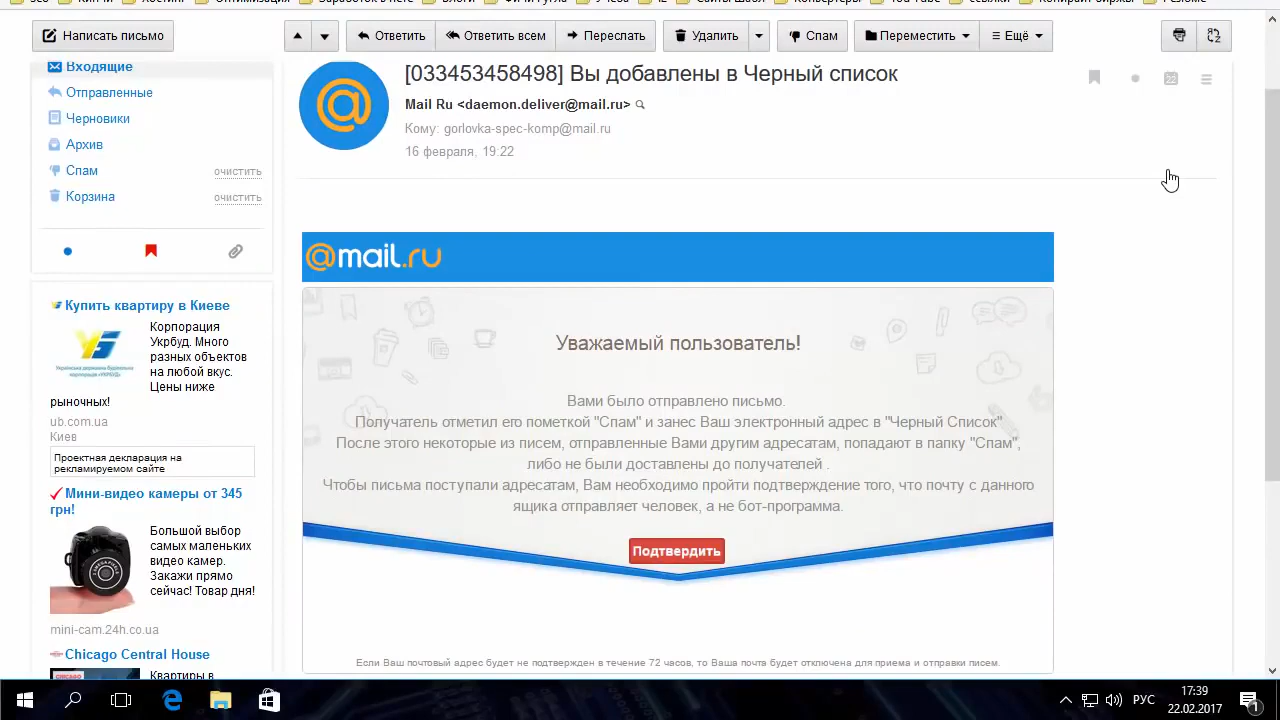 Написать письмо
Ответить
Ответить всем
Переслать
Удалить
Спам
Переместить
Ещё
Входящие
Отправленные
Черновики
Архив
Спам
очистить
Корзина
очистить
[033453458498] Вы добавлены в Черный список
Mail Ru <daemon.deliver@mail.ru>
Кому: gorlovka-spec-komp@mail.ru
16 февраля, 19:22
22
@mail.ru
Уважаемый пользователь!
Вами было отправлено письмо.
Получатель отметил его пометкой "Спам" и занес Ваш электронный адрес в "Черный Список"
После этого некоторые из писем, отправленные Вами другим адресатам, попадают в папку "Спам",
либо не были доставлены до получателей .
Чтобы письма поступали адресатам, Вам необходимо пройти подтверждение того, что почту с данного
ящика отправляет человек, а не бот-программа.
Подтвердить
Если Ваш почтовый адрес будет не подтвержден в течение 72 часов, то Ваша почта будет отключена для приема и отправки писем.
Купить квартиру в Киеве
Корпорация
Укрбуд. Много
разных объектов
на любой вкус.
Цены ниже
рыночных!
ub.com.ua
Киев
Проектная декларация на
рекламируемом сайте
Мини-видео камеры от 345
грн!
Большой выбор
самых маленьких
видео камер.
Закажи прямо
сейчас! Товар дня!
mini-cam.24h.co.ua
Chicago Central House
Квартиры в
РУС
17:39
22.02.2017
1